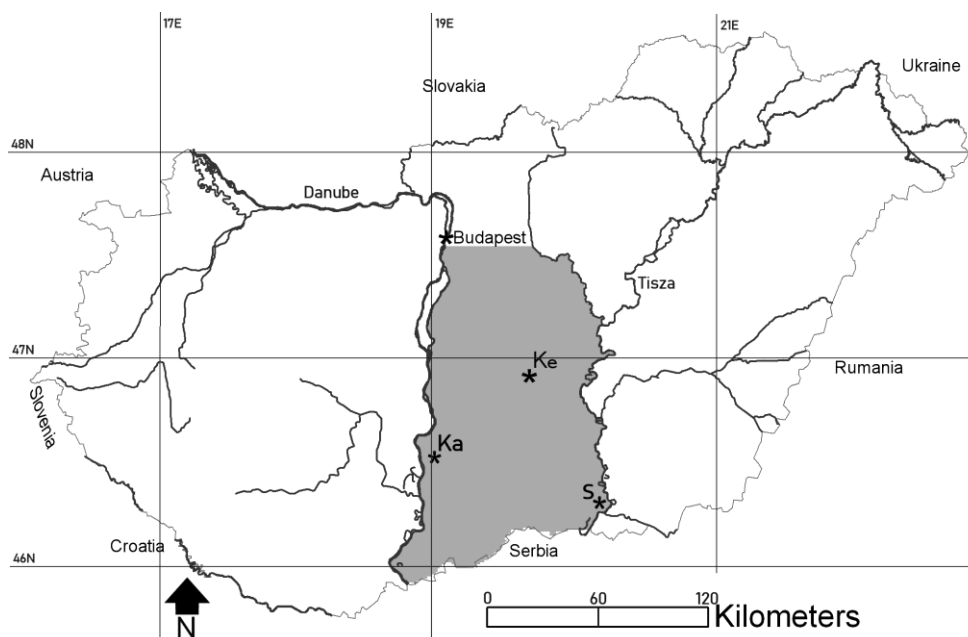 17E
19E
21E
Slovakia
Ukraine
48N
Austria
Danube
*Budapest
Tisza
47N
Ke
*
Rumania
Slovenia
Ka
*
S
*
Croatia
46N
Serbia
N
0 60 120
Kilometers